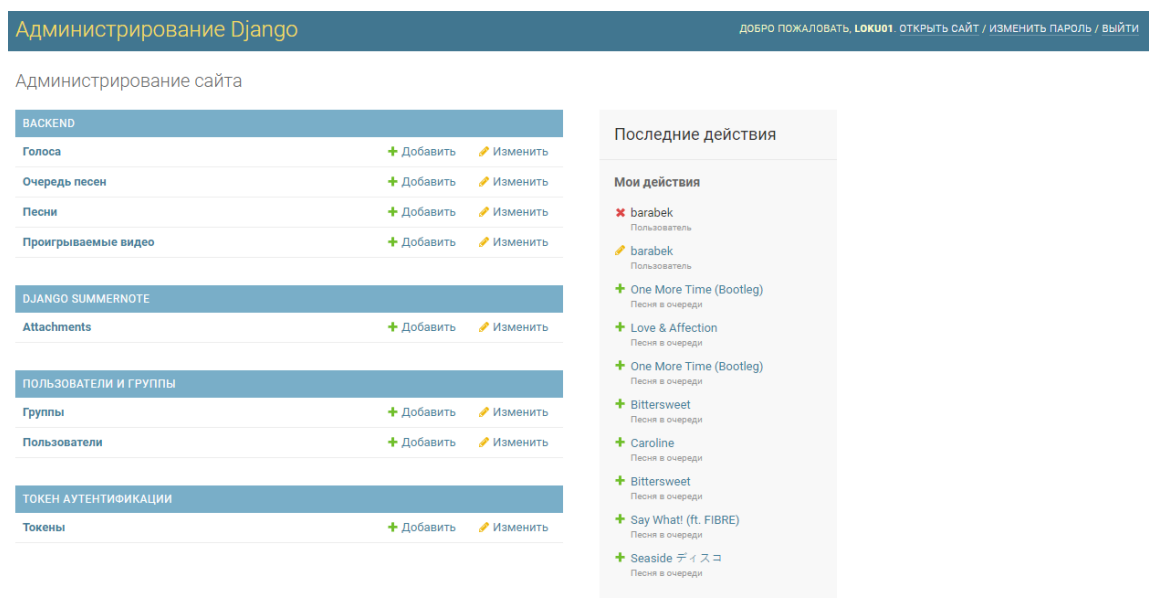 Администрирование Django
ДОБРО ПОЖАЛОВАТЬ, LOKU01. ОТКРЫТЬ САЙТ / ИЗМЕНИТЬ ПАРОЛЬ / ВЫЙТИ
Администрирование сайта
BACKEND
Голоса Добавить Изменить
Очередь песен Добавить Изменить
Песни Добавить Изменить
Проигрываемые видео Добавить Изменить
DJANGO SUMMERNOTE
Attachments Добавить Изменить
ПОЛЬЗОВАТЕЛИ И ГРУППЫ
Группы Добавить Изменить
Пользователи Добавить Изменить
ТОКЕН АУТЕНТИФИКАЦИИ
Токены Добавить Изменить
Последние действия
Мои действия
barabek
Пользователь
barabek
Пользователь
One More Time (Bootleg)
Песня в очереди
Love & Affection
Песня в очереди
One More Time (Bootleg)
Песня в очереди
Bittersweet
Песня в очереди
Caroline
Песня в очереди
Bittersweet
Песня в очереди
Say What! (ft. FIBRE)
Песня в очереди
Seaside ディスコ
Песня в очереди